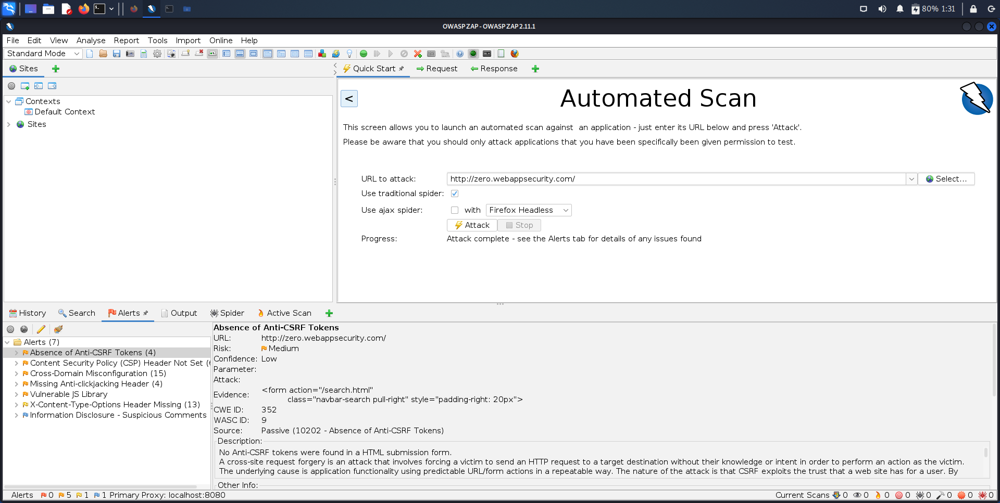 80% 1:31
OWASP ZAP - OWASP ZAP 2.11.1
File Edit View Analyse Report Tools Import Online Help
Standard Mode
Sites
Quick Start Request Response
Contexts
Default Context
Sites
<
Automated Scan
This screen allows you to launch an automated scan against an application - just enter its URL below and press 'Attack'.
Please be aware that you should only attack applications that you have been specifically been given permission to test.
URL to attack: http://zero.webappsecurity.com/ Select...
Use traditional spider:
Use ajax spider: with Firefox Headless
Attack Stop
Progress: Attack complete - see the Alerts tab for details of any issues found
History Search Alerts Output Spider Active Scan
Alerts (7)
Absence of Anti-CSRF Tokens (4)
Content Security Policy (CSP) Header Not Set (
Cross-Domain Misconfiguration (15)
Missing Anti-clickjacking Header (4)
Vulnerable JS Library
X-Content-Type-Options Header Missing (13)
Information Disclosure - Suspicious Comments
Absence of Anti-CSRF Tokens
URL: http://zero.webappsecurity.com/
Risk: Medium
Confidence: Low
Parameter:
Attack:
Evidence: <form action="/search.html"
class="navbar-search pull-right" style="padding-right: 20px">
CWE ID: 352
WASC ID: 9
Source: Passive (10202 - Absence of Anti-CSRF Tokens)
Description:
No Anti-CSRF tokens were found in a HTML submission form.
A cross-site request forgery is an attack that involves forcing a victim to send an HTTP request to a target destination without their knowledge or intent in order to perform an action as the victim.
The underlying cause is application functionality using predictable URL/form actions in a repeatable way. The nature of the attack is that CSRF exploits the trust that a web site has for a user. By
Other Info:
Alerts 0 5 1 1 Primary Proxy: localhost:8080
Current Scans 0 0 0 0 0 0 0 0